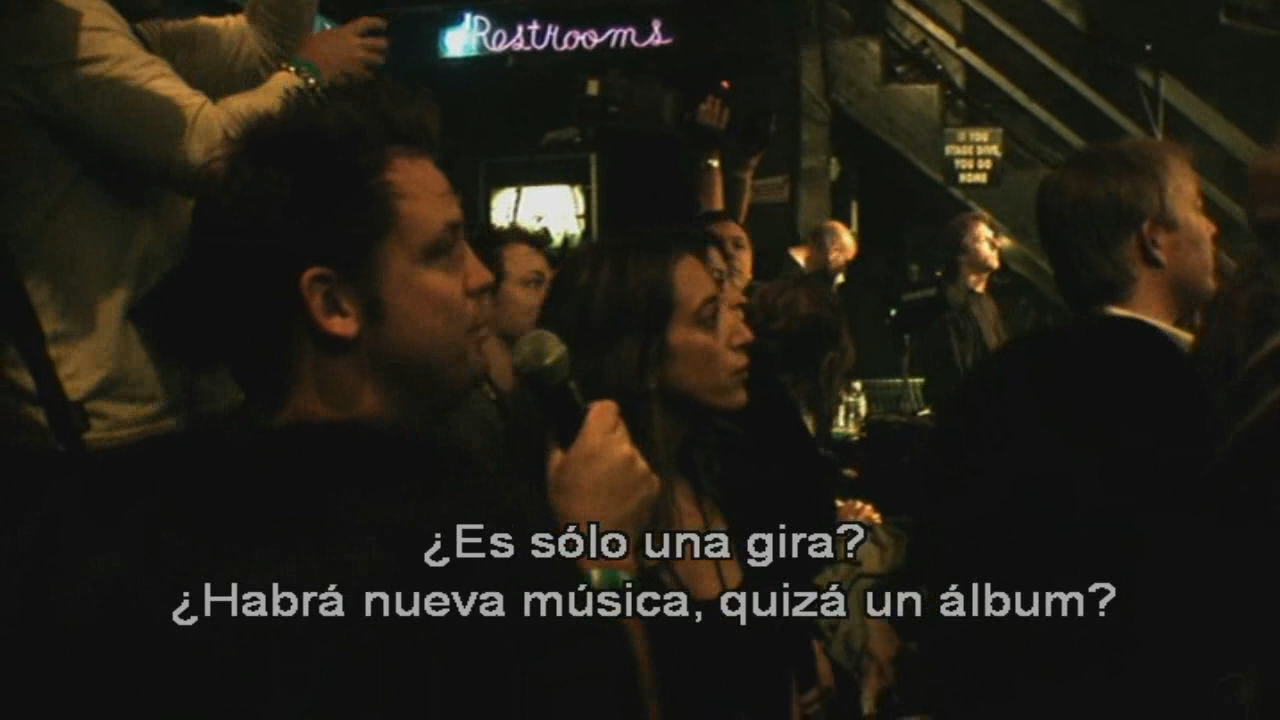 Restrooms
IF YOU
STAGE DIVE,
YOU GO
HOME
¿Es sólo una gira?
¿Habrá nueva música, quizá un álbum?